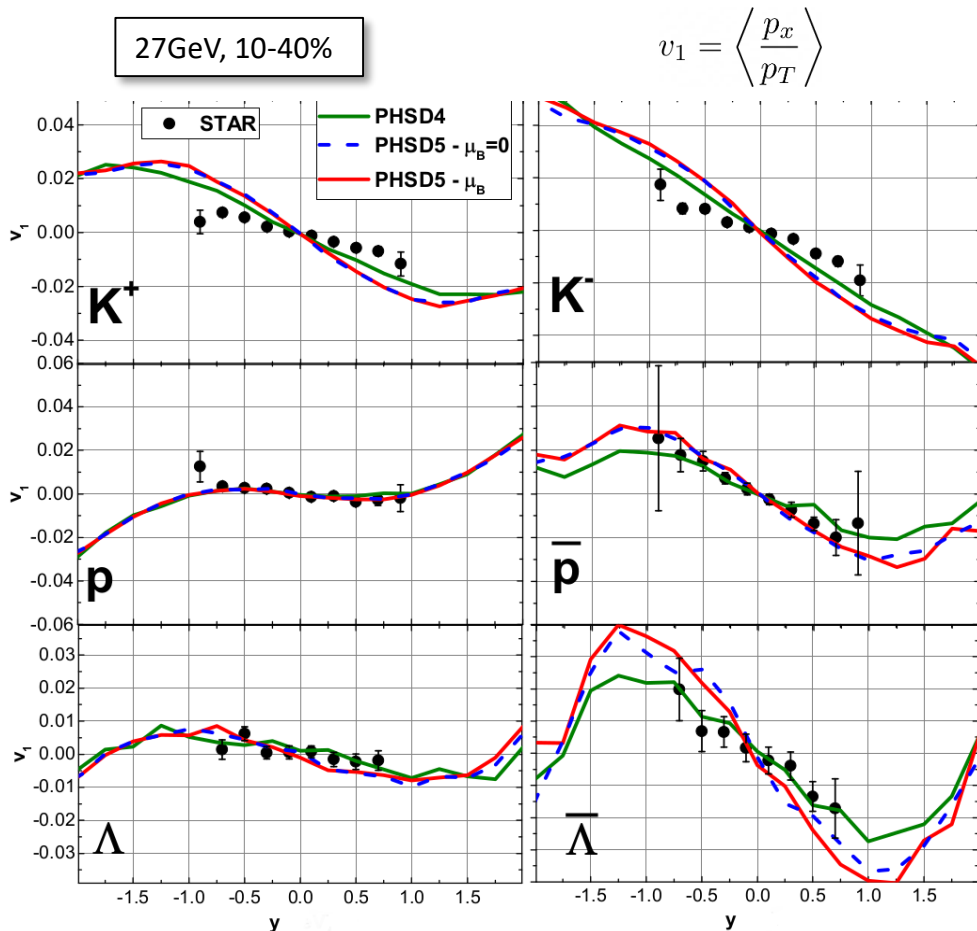 27GeV, 10-40%
v₁ = ⟨ pₓ / p_T ⟩
STAR
PHSD4
PHSD5 - μ_B=0
PHSD5 - μ_B
0.04
0.02
0.00
-0.02
-0.04
v₁
K⁺
K⁻
0.06
0.04
0.02
0.00
-0.02
-0.04
-0.06
v₁
p
p̅
0.03
0.02
0.01
0.00
-0.01
-0.02
-0.03
v₁
Λ
Λ̅
-1.5 -1.0 -0.5 0.0 0.5 1.0 1.5
-1.5 -1.0 -0.5 0.0 0.5 1.0 1.5
y
y